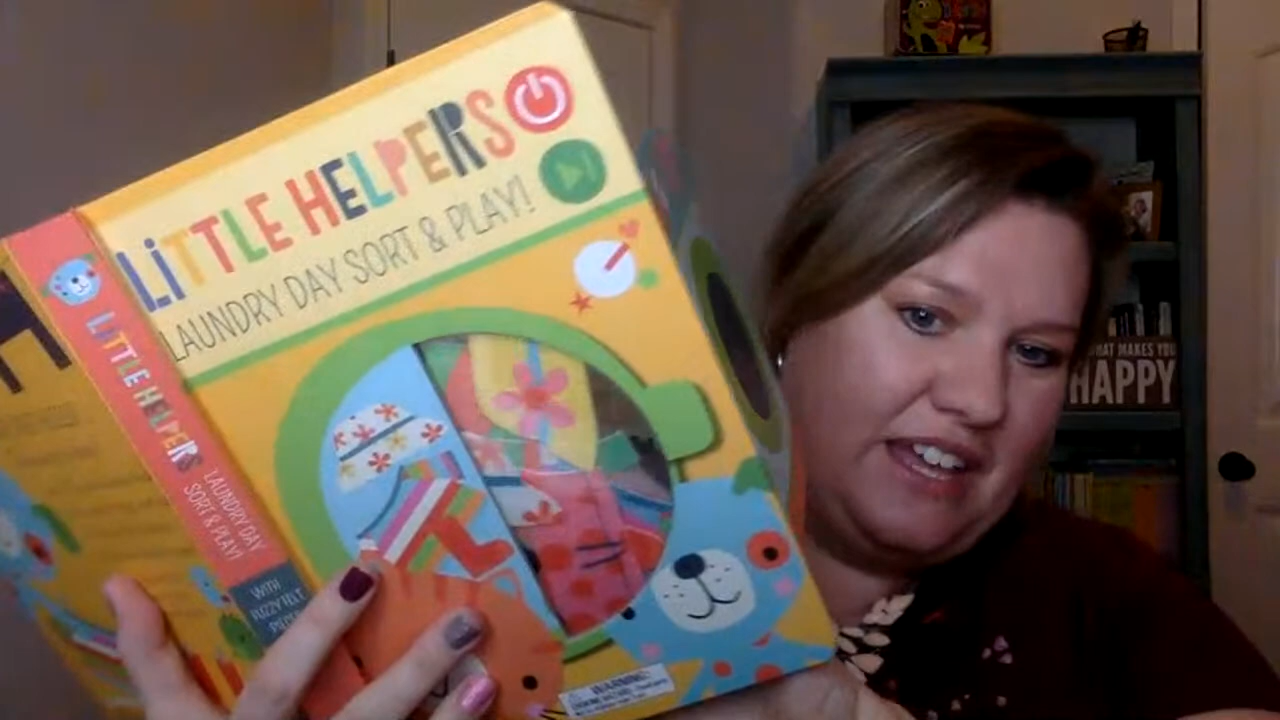 LiTTLE HELPERS
LAUNDRY DAY SORT & PLAY!
LiTTLE HELPERS
LAUNDRY DAY
SORT & PLAY!
WITH
FUZZY FELT
WARNING:
WHAT MAKES YOU
HAPPY